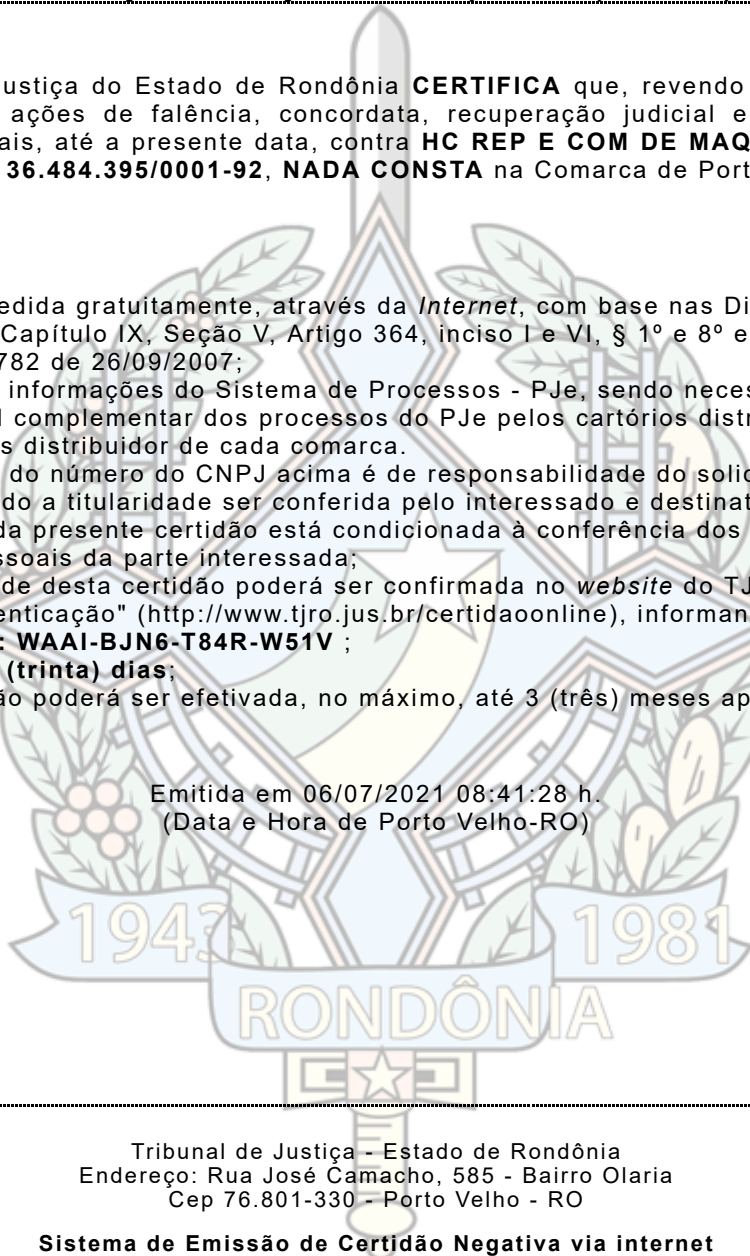 ustiça do Estado de Rondônia CERTIFICA que, revendo
ações de falência, concordata, recuperação judicial e
ais, até a presente data, contra HC REP E COM DE MAQ
36.484.395/0001-92, NADA CONSTA na Comarca de Port
edida gratuitamente, através da Internet, com base nas Di
Capítulo IX, Seção V, Artigo 364, inciso I e VI, § 1º e 8º e
782 de 26/09/2007;
informações do Sistema de Processos - PJe, sendo neces
l complementar dos processos do PJe pelos cartórios distr
s distribuidor de cada comarca.
do número do CNPJ acima é de responsabilidade do solic
do a titularidade ser conferida pelo interessado e destinat
da presente certidão está condicionada à conferência dos
ssoais da parte interessada;
de desta certidão poderá ser confirmada no website do TJ
enticação" (http://www.tjro.jus.br/certidaoonline), informan
: WAAI-BJN6-T84R-W51V ;
(trinta) dias;
ão poderá ser efetivada, no máximo, até 3 (três) meses ap
Emitida em 06/07/2021 08:41:28 h.
(Data e Hora de Porto Velho-RO)
1943
1981
RONDÔNIA
Tribunal de Justiça - Estado de Rondônia
Endereço: Rua José Camacho, 585 - Bairro Olaria
Cep 76.801-330 - Porto Velho - RO
Sistema de Emissão de Certidão Negativa via internet